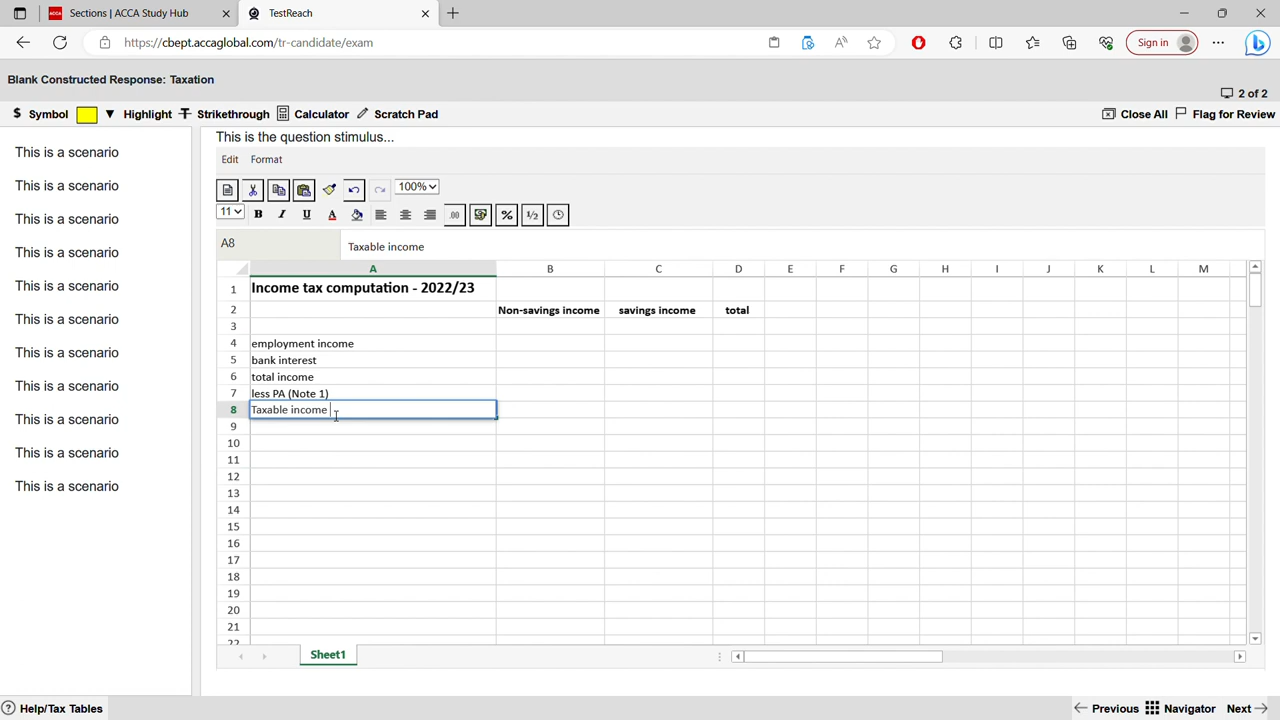 Sections | ACCA Study Hub
TestReach
https://cbept.accaglobal.com/tr-candidate/exam
Sign in
Blank Constructed Response: Taxation
2 of 2
$ Symbol Highlight Strikethrough Calculator Scratch Pad Close All Flag for Review
This is a scenario
This is a scenario
This is a scenario
This is a scenario
This is a scenario
This is a scenario
This is a scenario
This is a scenario
This is a scenario
This is a scenario
This is a scenario
This is the question stimulus...
Edit Format
100%
11 B I U A .00 % 1/2
A8 Taxable income
A B C D E F G H I J K L M
1 Income tax computation - 2022/23
2 Non-savings income savings income total
3
4 employment income
5 bank interest
6 total income
7 less PA (Note 1)
8 Taxable income
9
10
11
12
13
14
15
16
17
18
19
20
21
22
Sheet1
Help/Tax Tables
Previous Navigator Next